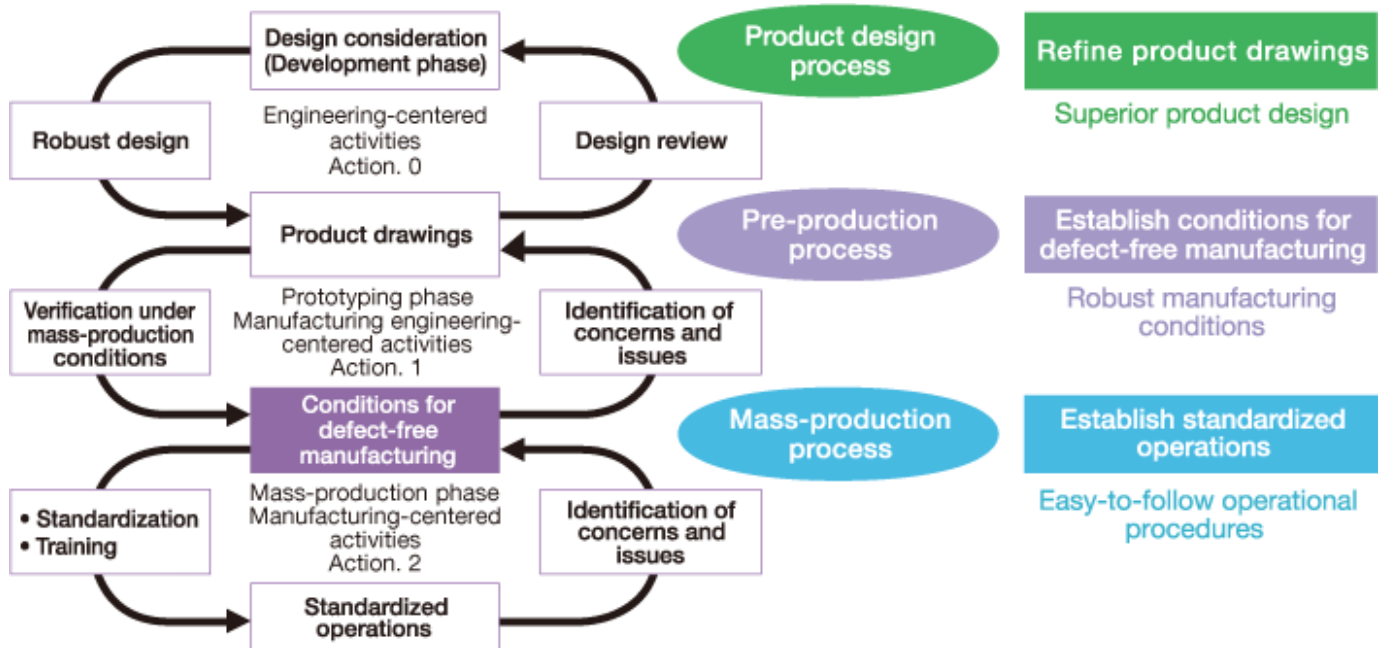 Design consideration
(Development phase)
Robust design
Engineering-centered
activities
Action. 0
Design review
Product drawings
Verification under
mass-production
conditions
Prototyping phase
Manufacturing engineering-
centered activities
Action. 1
Identification of
concerns and
issues
Conditions for
defect-free
manufacturing
• Standardization
• Training
Mass-production phase
Manufacturing-centered
activities
Action. 2
Identification of
concerns and
issues
Standardized
operations
Product design
process
Refine product drawings
Superior product design
Pre-production
process
Establish conditions for
defect-free manufacturing
Robust manufacturing
conditions
Mass-production
process
Establish standardized
operations
Easy-to-follow operational
procedures